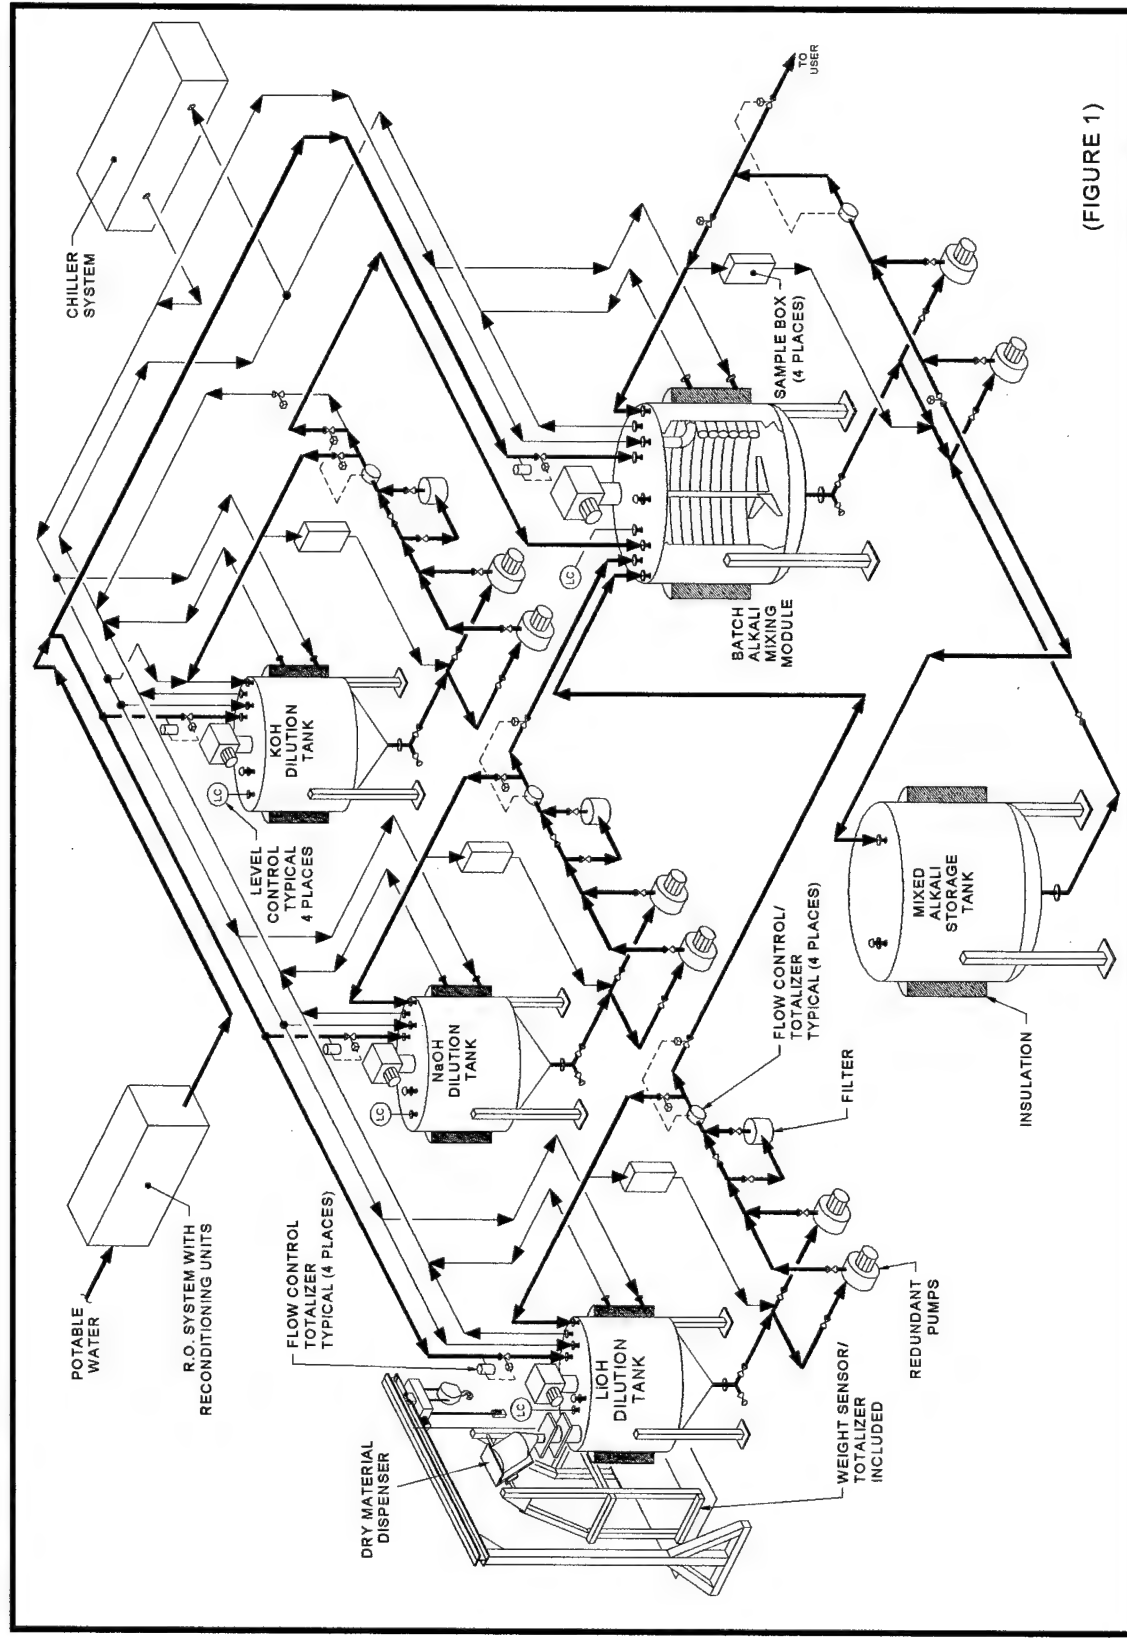 CHILLER
SYSTEM
TO
USER
(FIGURE 1)
SAMPLE BOX
(4 PLACES)
LC
BATCH
ALKALI
MIXING
MODULE
KOH
DILUTION
TANK
LC
LEVEL
CONTROL
TYPICAL
4 PLACES
NaOH
DILUTION
TANK
LC
MIXED
ALKALI
STORAGE
TANK
INSULATION
FLOW CONTROL/
TOTALIZER
TYPICAL (4 PLACES)
FILTER
REDUNDANT
PUMPS
POTABLE
WATER
R.O. SYSTEM WITH
RECONDITIONING UNITS
FLOW CONTROL
TOTALIZER
TYPICAL (4 PLACES)
DRY MATERIAL
DISPENSER
LC
LiOH
DILUTION
TANK
WEIGHT SENSOR/
TOTALIZER
INCLUDED